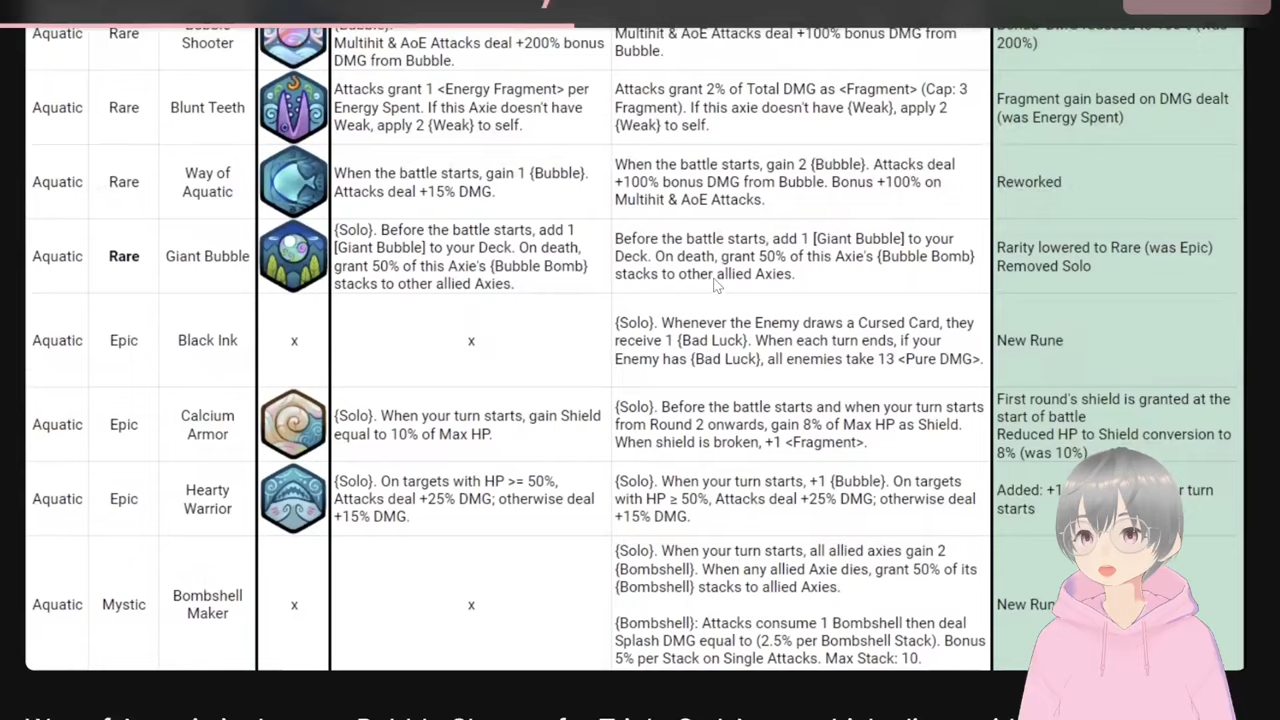 Aquatic Rare Shooter
Multihit & AoE Attacks deal +200% bonus
DMG from Bubble.
Multihit & AoE Attacks deal +100% bonus DMG from
Bubble.
200%)
Aquatic Rare Blunt Teeth
Attacks grant 1 <Energy Fragment> per
Energy Spent. If this Axie doesn't have
Weak, apply 2 {Weak} to self.
Attacks grant 2% of Total DMG as <Fragment> (Cap: 3
Fragment). If this axie doesn't have {Weak}, apply 2
{Weak} to self.
Fragment gain based on DMG dealt
(was Energy Spent)
Aquatic Rare Way of
Aquatic
When the battle starts, gain 1 {Bubble}.
Attacks deal +15% DMG.
When the battle starts, gain 2 {Bubble}. Attacks deal
+100% bonus DMG from Bubble. Bonus +100% on
Multihit & AoE Attacks.
Reworked
Aquatic Rare Giant Bubble
{Solo}. Before the battle starts, add 1
[Giant Bubble] to your Deck. On death,
grant 50% of this Axie's {Bubble Bomb}
stacks to other allied Axies.
Before the battle starts, add 1 [Giant Bubble] to your
Deck. On death, grant 50% of this Axie's {Bubble Bomb}
stacks to other allied Axies.
Rarity lowered to Rare (was Epic)
Removed Solo
Aquatic Epic Black Ink x x
{Solo}. Whenever the Enemy draws a Cursed Card, they
receive 1 {Bad Luck}. When each turn ends, if your
Enemy has {Bad Luck}, all enemies take 13 <Pure DMG>.
New Rune
Aquatic Epic Calcium
Armor
{Solo}. When your turn starts, gain Shield
equal to 10% of Max HP.
{Solo}. Before the battle starts and when your turn starts
from Round 2 onwards, gain 8% of Max HP as Shield.
When shield is broken, +1 <Fragment>.
First round's shield is granted at the
start of battle
Reduced HP to Shield conversion to
8% (was 10%)
Aquatic Epic Hearty
Warrior
{Solo}. On targets with HP >= 50%,
Attacks deal +25% DMG; otherwise deal
+15% DMG.
{Solo}. When your turn starts, +1 {Bubble}. On targets
with HP ≥ 50%, Attacks deal +25% DMG; otherwise deal
+15% DMG.
Added: +1 turn
starts
Aquatic Mystic Bombshell
Maker x x
{Solo}. When your turn starts, all allied axies gain 2
{Bombshell}. When any allied Axie dies, grant 50% of its
{Bombshell} stacks to allied Axies.
{Bombshell}: Attacks consume 1 Bombshell then deal
Splash DMG equal to (2.5% per Bombshell Stack). Bonus
5% per Stack on Single Attacks. Max Stack: 10.
New